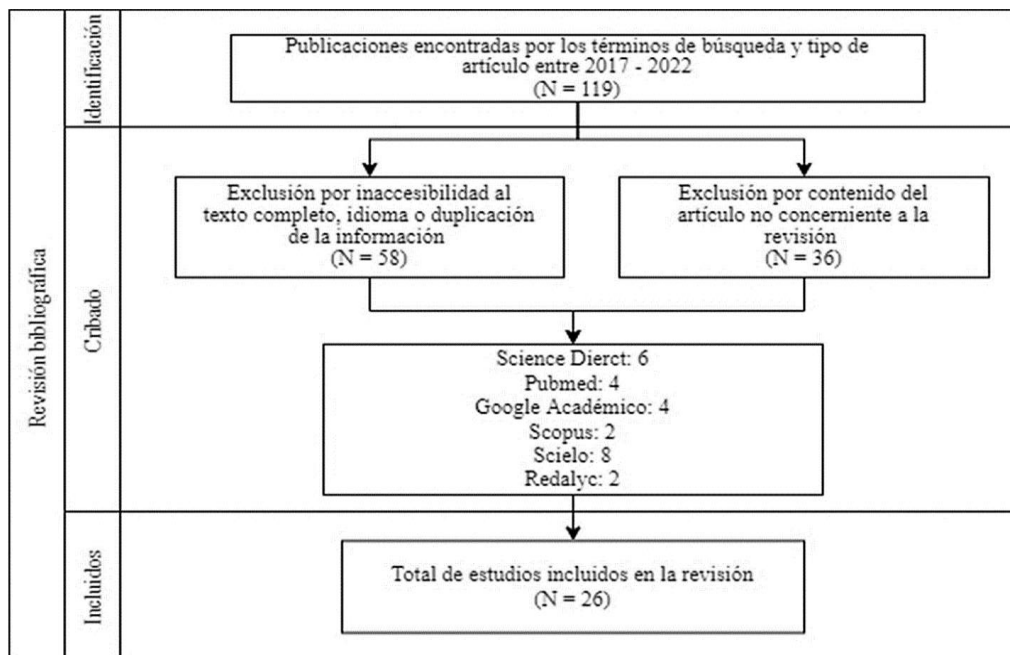 Revisión bibliográfica
Identificación
Publicaciones encontradas por los términos de búsqueda y tipo de
artículo entre 2017 - 2022
(N = 119)
Cribado
Exclusión por inaccesibilidad al
texto completo, idioma o duplicación
de la información
(N = 58)
Exclusión por contenido del
artículo no concerniente a la
revisión
(N = 36)
Science Dierct: 6
Pubmed: 4
Google Académico: 4
Scopus: 2
Scielo: 8
Redalyc: 2
Incluidos
Total de estudios incluidos en la revisión
(N = 26)